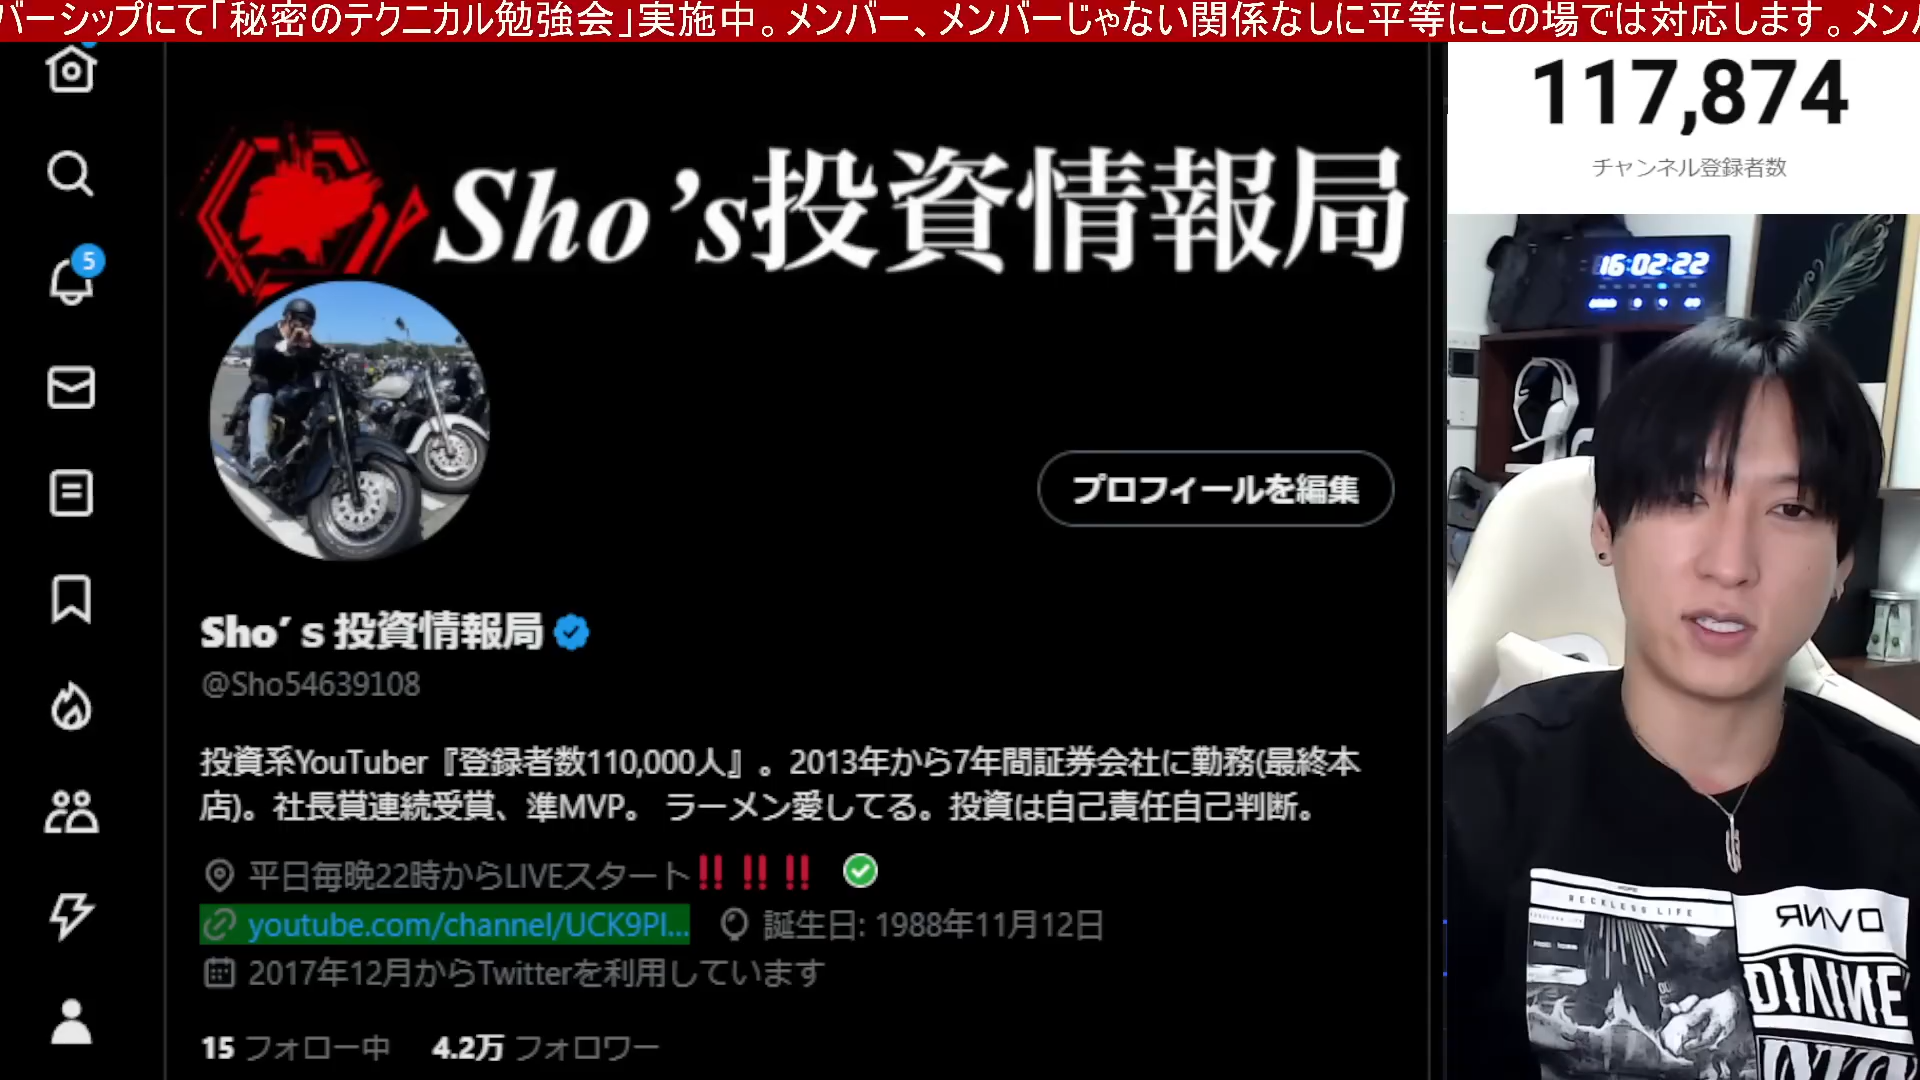 バーシップにて「秘密のテクニカル勉強会」実施中。メンバー、メンバーじゃない関係なしに平等にこの場では対応します。メン
117,874
チャンネル登録者数
Sho's投資情報局
5
16:02:22
プロフィールを編集
Sho′s 投資情報局
@Sho54639108
投資系YouTuber『登録者数110,000人』。2013年から7年間証券会社に勤務(最終本
店)。社長賞連続受賞、準MVP。 ラーメン愛してる。投資は自己責任自己判断。
平日毎晩22時からLIVEスタート‼️ ‼️ ‼️ ✅
youtube.com/channel/UCK9PI... 誕生日: 1988年11月12日
2017年12月からTwitterを利用しています
15 フォロー中 4.2万 フォロワー
RECKLESS LIFE
DVNR